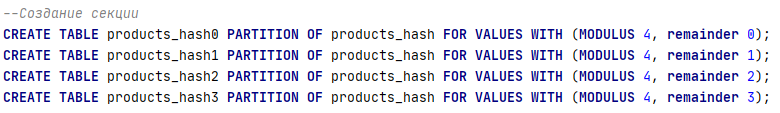 --Создание секции
CREATE TABLE products_hash0 PARTITION OF products_hash FOR VALUES WITH (MODULUS 4, remainder 0);
CREATE TABLE products_hash1 PARTITION OF products_hash FOR VALUES WITH (MODULUS 4, remainder 1);
CREATE TABLE products_hash2 PARTITION OF products_hash FOR VALUES WITH (MODULUS 4, remainder 2);
CREATE TABLE products_hash3 PARTITION OF products_hash FOR VALUES WITH (MODULUS 4, remainder 3);